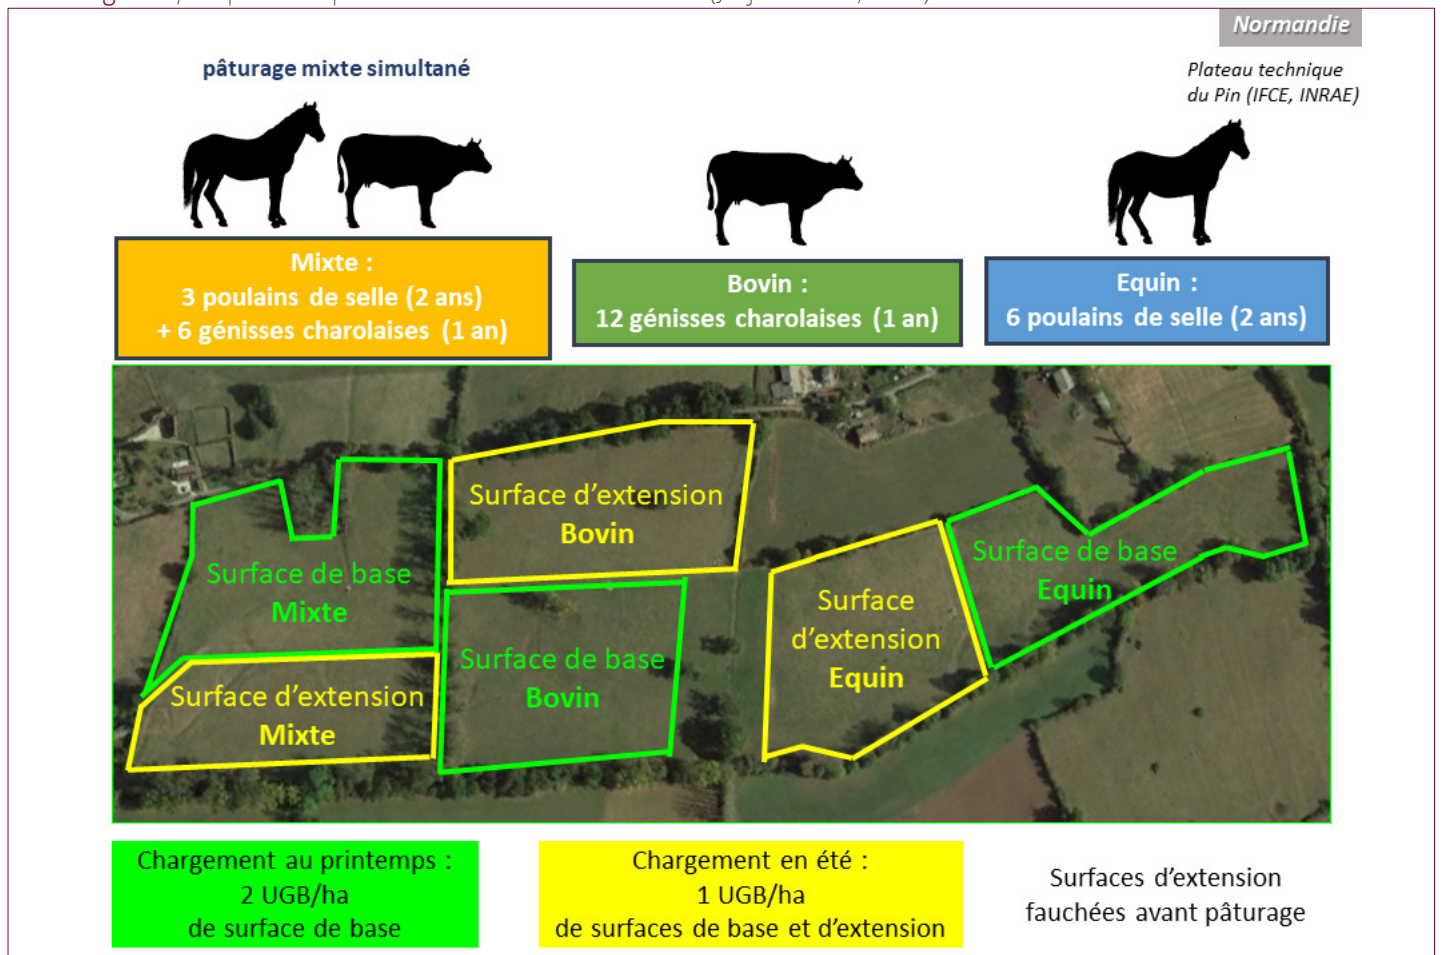 Normandie
pâturage mixte simultané
Plateau technique
du Pin (IFCE, INRAE)
Mixte :
3 poulains de selle (2 ans)
+ 6 génisses charolaises (1 an)
Bovin :
12 génisses charolaises (1 an)
Equin :
6 poulains de selle (2 ans)
Surface d'extension
Bovin
Surface de base
Mixte
Surface de base
Equin
Surface
d'extension
Equin
Surface de base
Bovin
Surface d'extension
Mixte
Chargement au printemps :
2 UGB/ha
de surface de base
Chargement en été :
1 UGB/ha
de surfaces de base et d'extension
Surfaces d'extension
fauchées avant pâturage